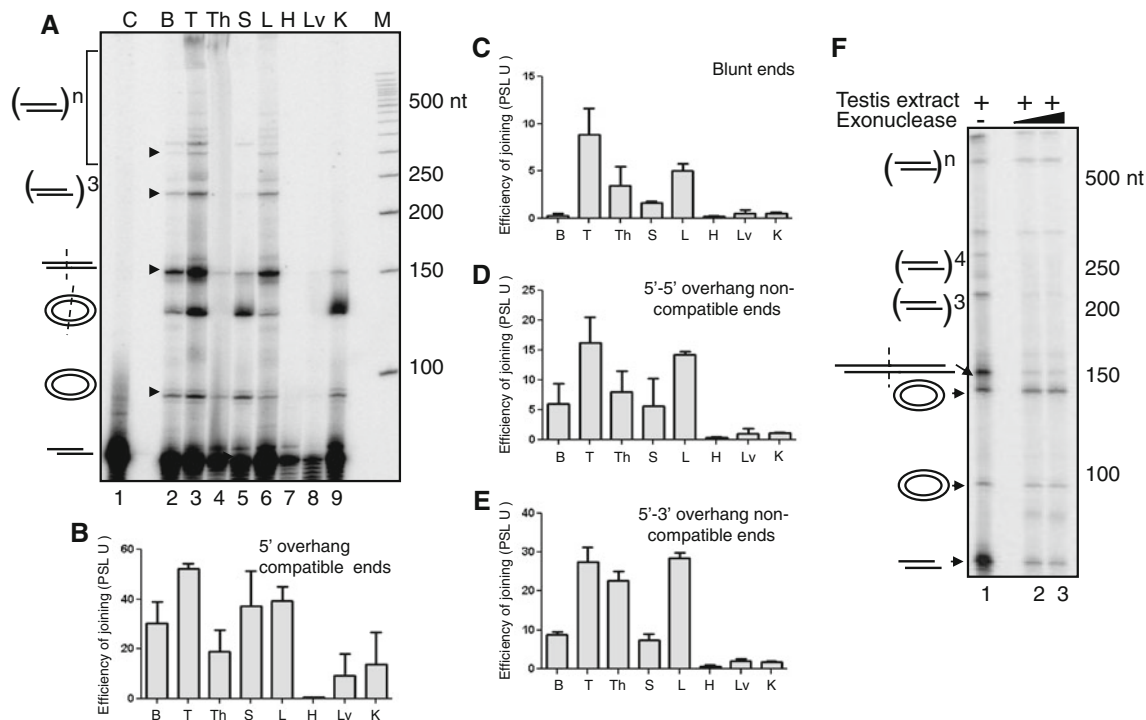 A
C B T Th S L H Lv K M
( )n
( )3
500 nt
250
200
150
100
1 2 3 4 5 6 7 8 9
B
5' overhang
compatible ends
Efficiency of joining (PSL U )
60
40
20
0
B T Th S L H Lv K
C
Blunt ends
Efficiency of joining (PSL U)
15
10
5
0
B T Th S L H Lv K
D
5'-5' overhang non-
compatible ends
Efficiency of joining (PSL U)
25
20
15
10
5
0
B T Th S L H Lv K
E
5'-3' overhang non-
compatible ends
Efficiency of joining (PSL U)
40
30
20
10
0
B T Th S L H Lv K
F
Testis extract + + +
Exonuclease -
( )n
( )4
( )3
500 nt
250
200
150
100
1 2 3